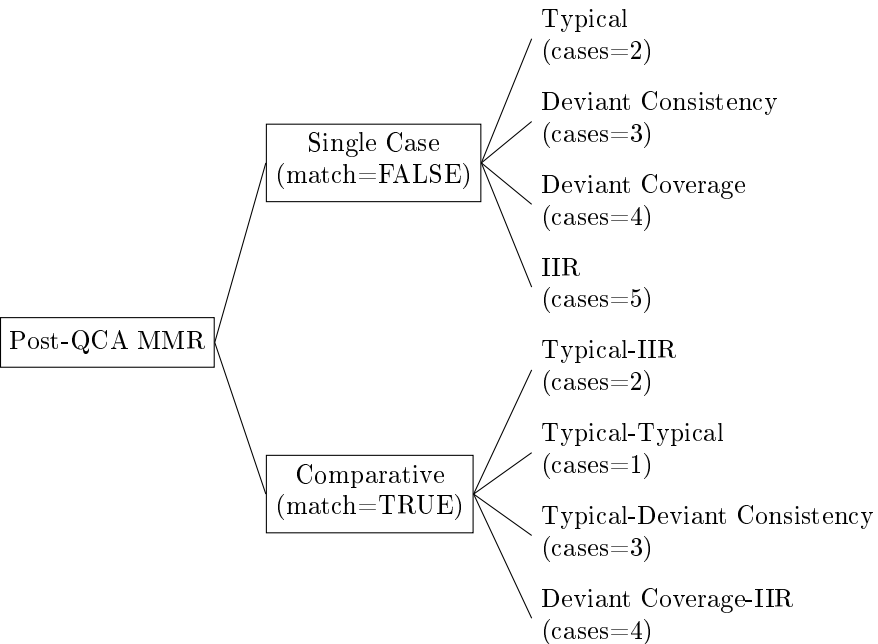 Typical
(cases=2)
Deviant Consistency
(cases=3)
Single Case
(match=FALSE)
Deviant Coverage
(cases=4)
IIR
(cases=5)
Post-QCA MMR
Typical-IIR
(cases=2)
Typical-Typical
(cases=1)
Comparative
(match=TRUE)
Typical-Deviant Consistency
(cases=3)
Deviant Coverage-IIR
(cases=4)